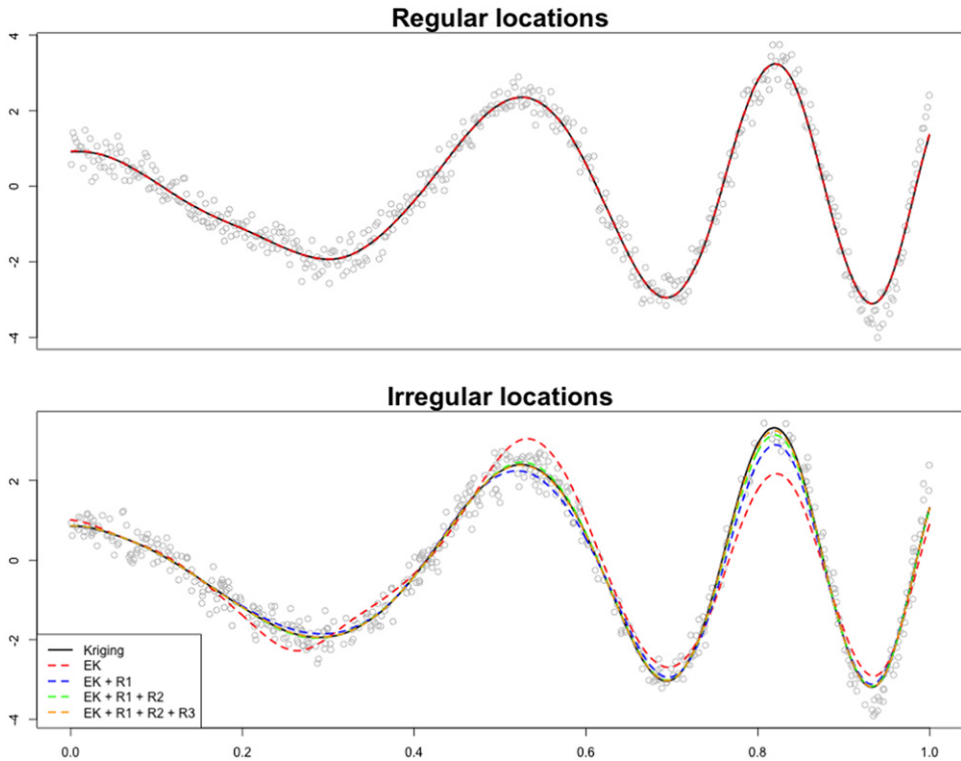 Regular locations
4
2
0
-2
-4
Irregular locations
2
0
-2
-4
Kriging
EK
EK + R1
EK + R1 + R2
EK + R1 + R2 + R3
0.0 0.2 0.4 0.6 0.8 1.0